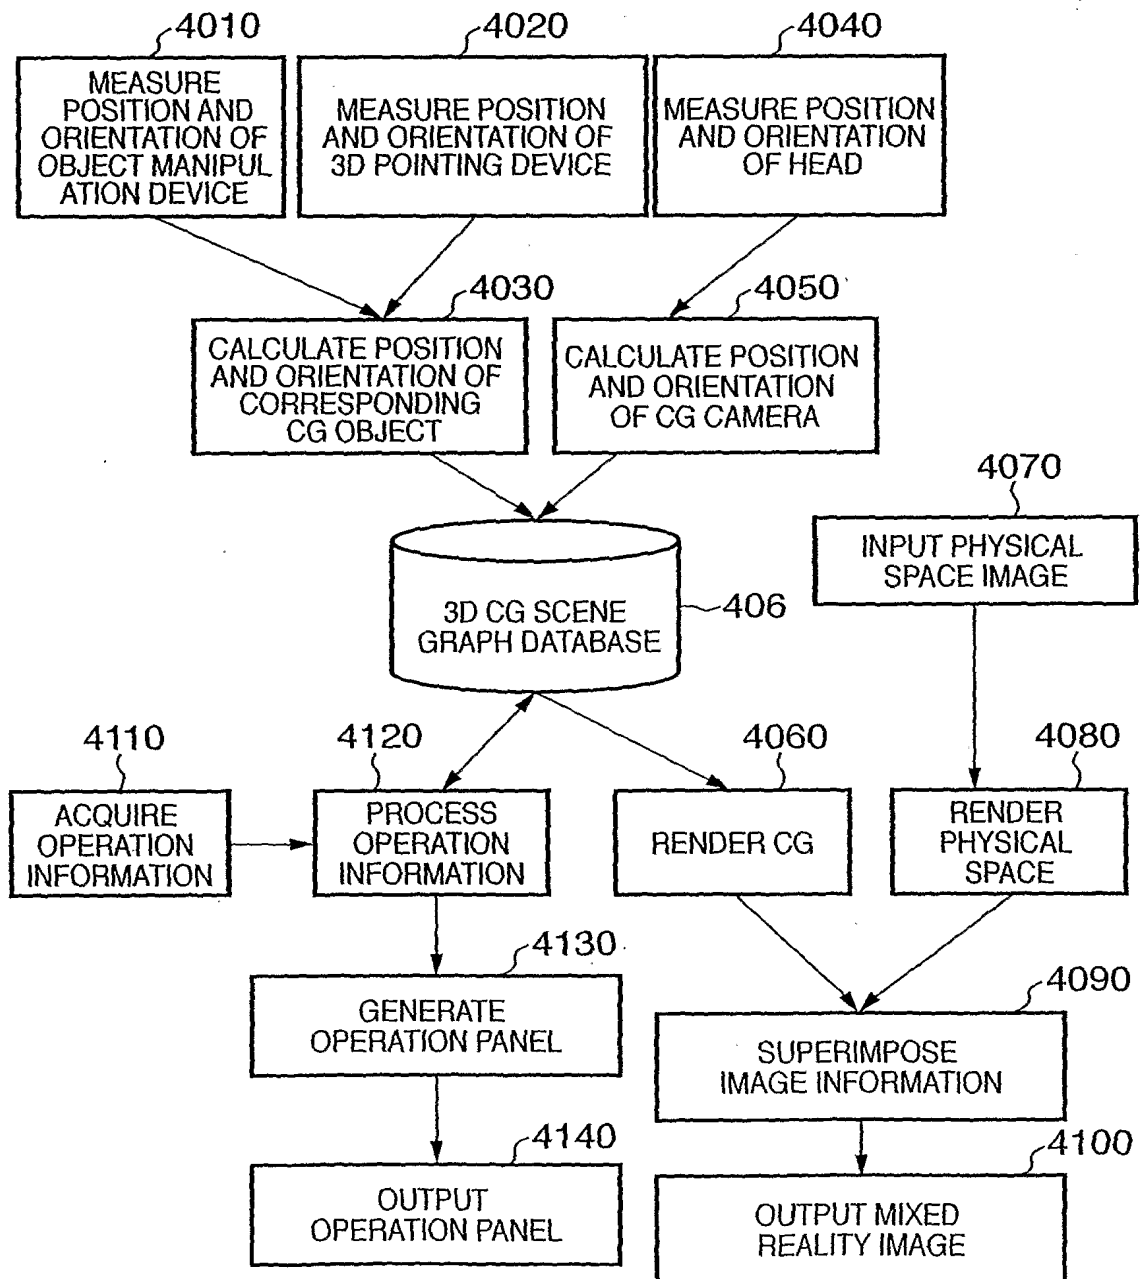 4010
4020
4040
MEASURE
POSITION AND
ORIENTATION OF
OBJECT MANIPUL
ATION DEVICE
MEASURE POSITION
AND ORIENTATION OF
3D POINTING DEVICE
MEASURE POSITION
AND ORIENTATION
OF HEAD
4030
4050
CALCULATE POSITION
AND ORIENTATION OF
CORRESPONDING
CG OBJECT
CALCULATE POSITION
AND ORIENTATION
OF CG CAMERA
4070
INPUT PHYSICAL
SPACE IMAGE
3D CG SCENE
GRAPH DATABASE
406
4110
4120
4060
4080
ACQUIRE
OPERATION
INFORMATION
PROCESS
OPERATION
INFORMATION
RENDER CG
RENDER
PHYSICAL
SPACE
4130
GENERATE
OPERATION PANEL
4090
SUPERIMPOSE
IMAGE INFORMATION
4140
OUTPUT
OPERATION PANEL
4100
OUTPUT MIXED
REALITY IMAGE